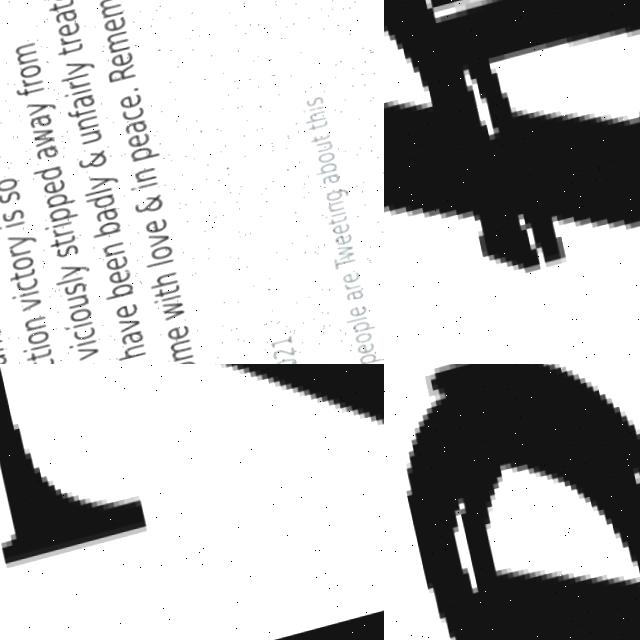 tion victory is so
viciously stripped away from
have been badly & unfairly treat
me with love & in peace. Remem
21
people are Tweeting about this